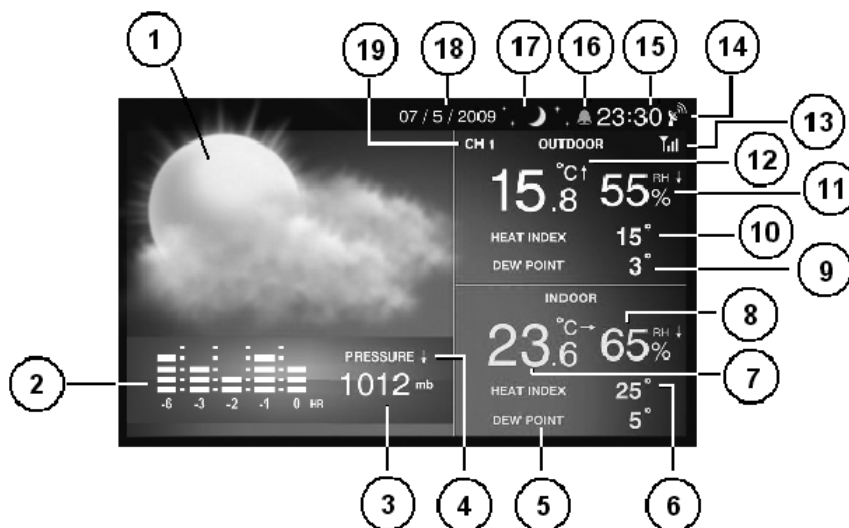 1
19
18
17
16
15
14
07 / 5 / 2009
23:30
CH 1
OUTDOOR
13
12
15.8
°C↑
55%
RH ↓
11
HEAT INDEX
15°
10
DEW POINT
3°
9
INDOOR
8
23.6
°C→
65%
RH ↓
7
HEAT INDEX
25°
6
DEW POINT
5°
5
2
-6
-3
-2
-1
0
HR
PRESSURE ↓
1012 mb
3
4